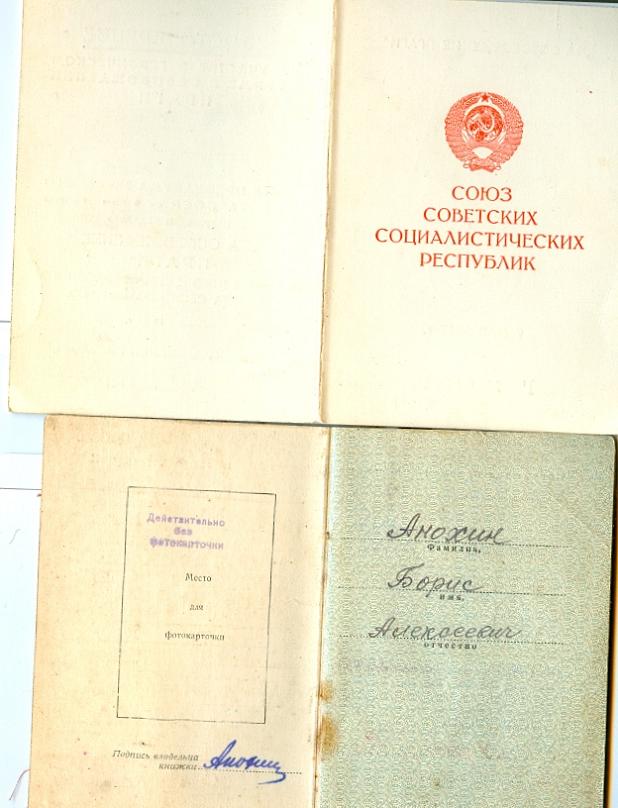 СОЮЗ
СОВЕТСКИХ
СОЦИАЛИСТИЧЕСКИХ
РЕСПУБЛИК
Действительно
без
фотокарточки
Место
для
фотокарточки
Подпись владельца
книжки Анохин
Анохин
Фамилия,
Борис
имя,
Алексеевич
отчество